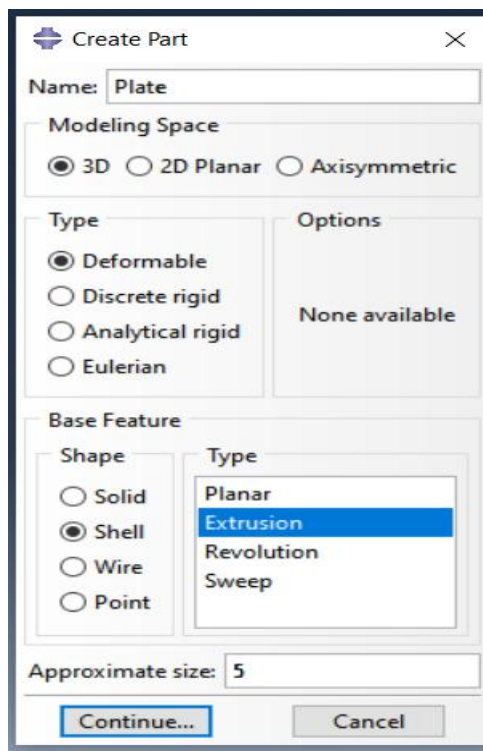 Create Part
Name: Plate
Modeling Space
3D 2D Planar Axisymmetric
Type
Deformable
Discrete rigid
Analytical rigid
Eulerian
Options
None available
Base Feature
Shape
Solid
Shell
Wire
Point
Type
Planar
Extrusion
Revolution
Sweep
Approximate size: 5
Continue... Cancel